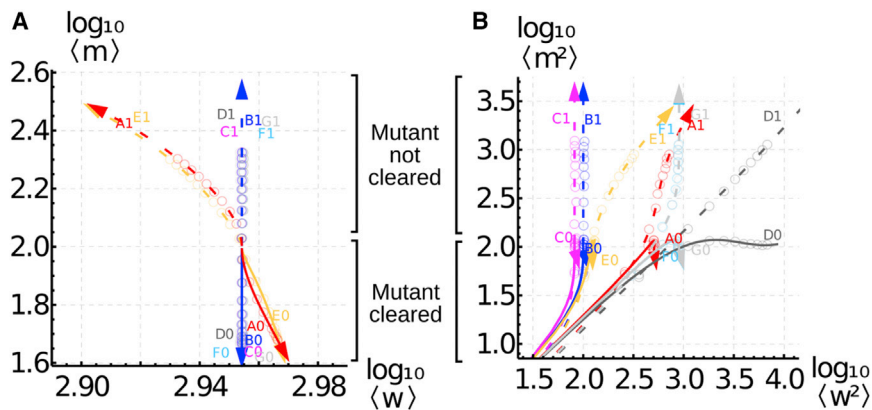 A
log₁₀
⟨m⟩
2.6
2.4
2.2
2.0
1.8
1.6
2.90
2.94
2.98
log₁₀
⟨w⟩
E1
A1
D1
B1
G1
C1
F1
D0
A0
E0
B0
F0
C0
G0
Mutant
not
cleared
Mutant
cleared
B
log₁₀
⟨m²⟩
3.5
3.0
2.5
2.0
1.5
1.0
1.5
2.0
2.5
3.0
3.5
4.0
log₁₀
⟨w²⟩
C1
B1
E1
F1
G1
A1
D1
C0
B0
E0
A0
F0
G0
D0